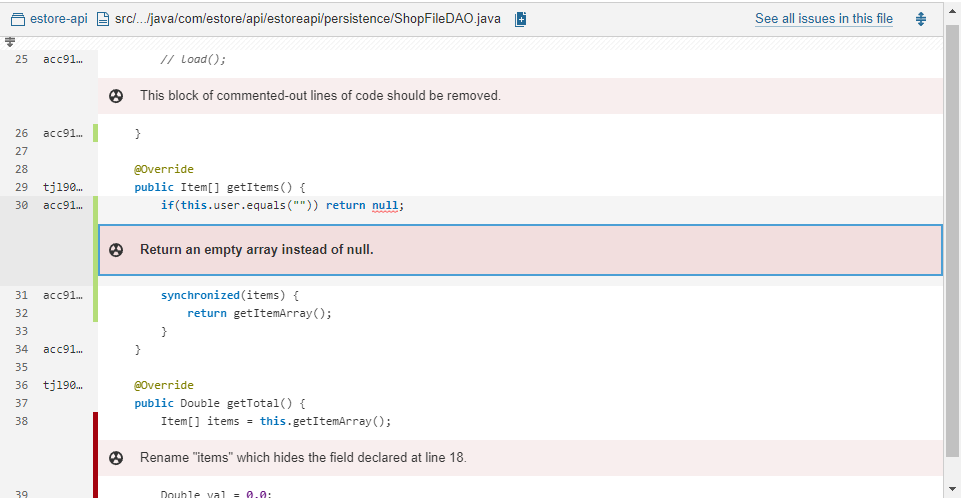 estore-api src/.../java/com/estore/api/estoreapi/persistence/ShopFileDAO.java See all issues in this file
25 acc91… // load();
This block of commented-out lines of code should be removed.
26 acc91… }
27
28 @Override
29 tjl90… public Item[] getItems() {
30 acc91… if(this.user.equals("")) return null;
Return an empty array instead of null.
31 acc91… synchronized(items) {
32 return getItemArray();
33 }
34 acc91… }
35
36 tjl90… @Override
37 public Double getTotal() {
38 Item[] items = this.getItemArray();
Rename "items" which hides the field declared at line 18.
39 Double val = 0.0;